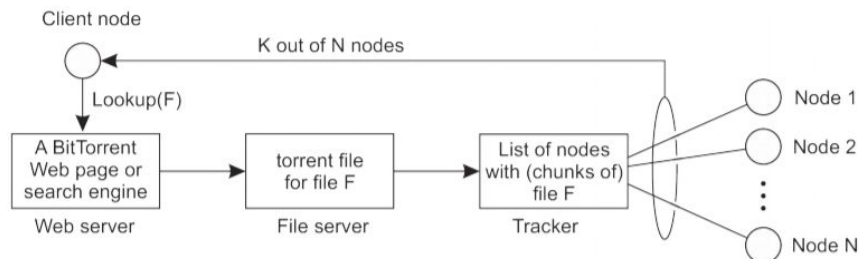 Client node
K out of N nodes
Lookup(F)
Node 1
A BitTorrent
Web page or
search engine
torrent file
for file F
List of nodes
with (chunks of)
file F
Node 2
Web server
File server
Tracker
Node N